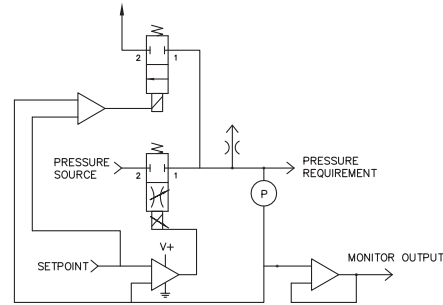 2 1
PRESSURE
SOURCE
2 1
PRESSURE
REQUIREMENT
P
V+
SETPOINT
MONITOR OUTPUT